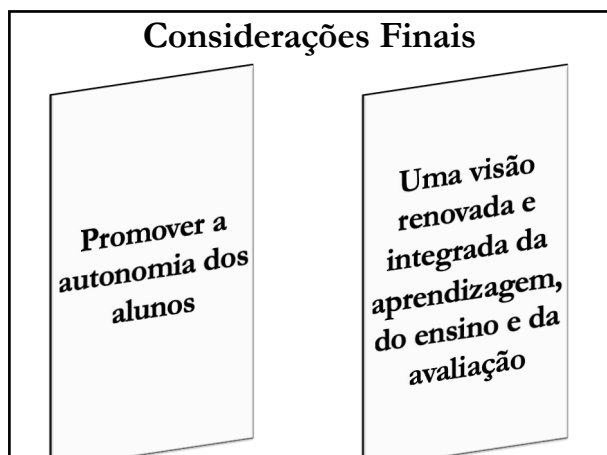 Considerações Finais
Promover a
autonomia dos
alunos
Uma visão
renovada e
integrada da
aprendizagem,
do ensino e da
avaliação